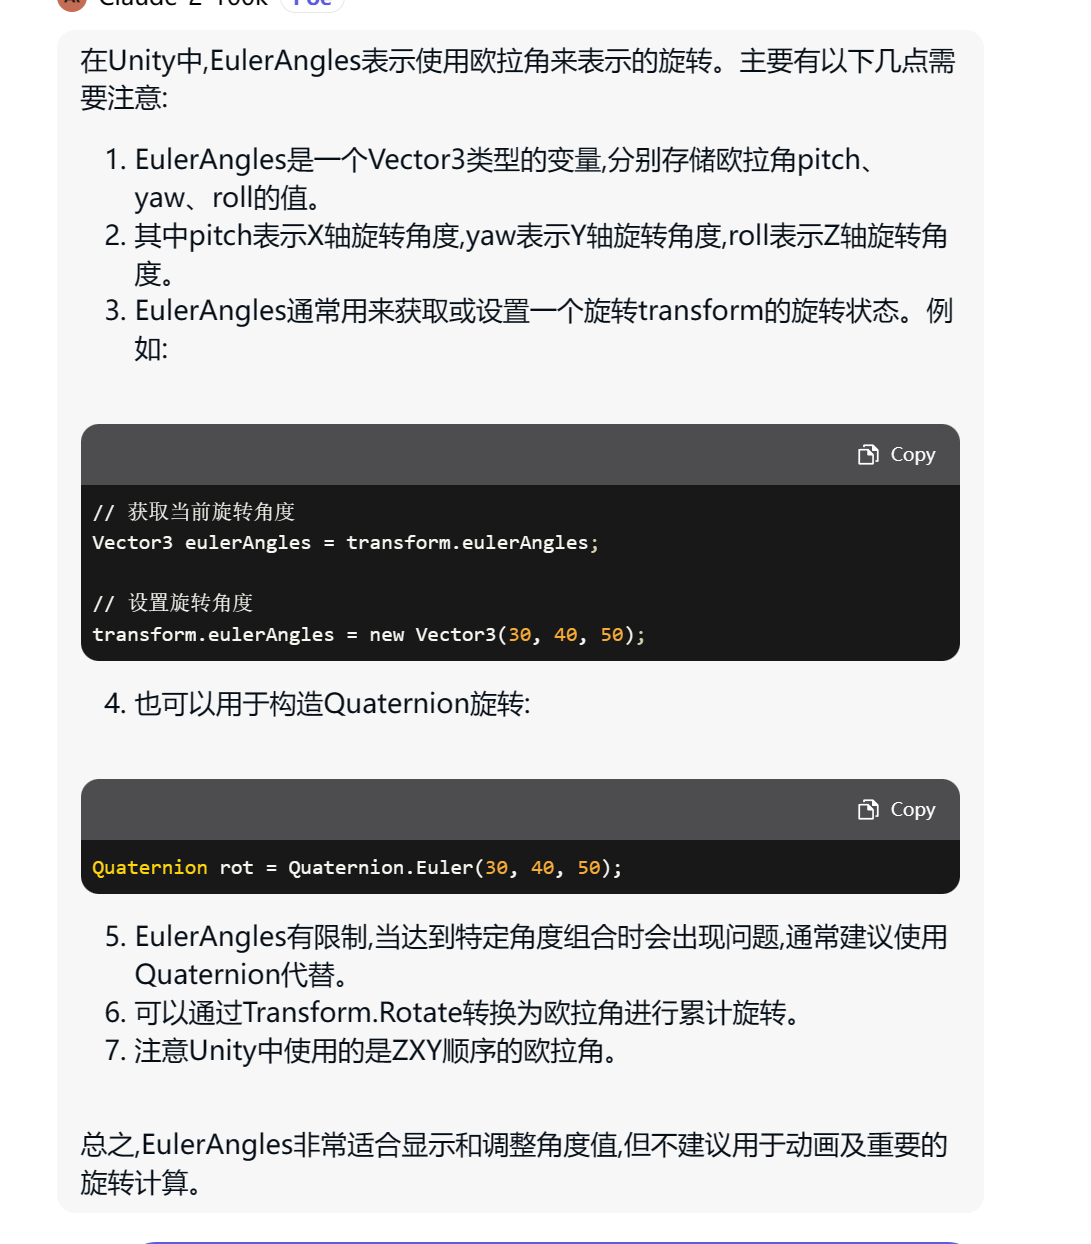 Claude-2-100k Poe
在Unity中,EulerAngles表示使用欧拉角来表示的旋转。主要有以下几点需
要注意:
1. EulerAngles是一个Vector3类型的变量,分别存储欧拉角pitch、
yaw、roll的值。
2. 其中pitch表示X轴旋转角度,yaw表示Y轴旋转角度,roll表示Z轴旋转角
度。
3. EulerAngles通常用来获取或设置一个旋转transform的旋转状态。例
如:
Copy
// 获取当前旋转角度
Vector3 eulerAngles = transform.eulerAngles;
// 设置旋转角度
transform.eulerAngles = new Vector3(30, 40, 50);
4. 也可以用于构造Quaternion旋转:
Copy
Quaternion rot = Quaternion.Euler(30, 40, 50);
5. EulerAngles有限制,当达到特定角度组合时会出现问题,通常建议使用
Quaternion代替。
6. 可以通过Transform.Rotate转换为欧拉角进行累计旋转。
7. 注意Unity中使用的是ZXY顺序的欧拉角。
总之,EulerAngles非常适合显示和调整角度值,但不建议用于动画及重要的
旋转计算。